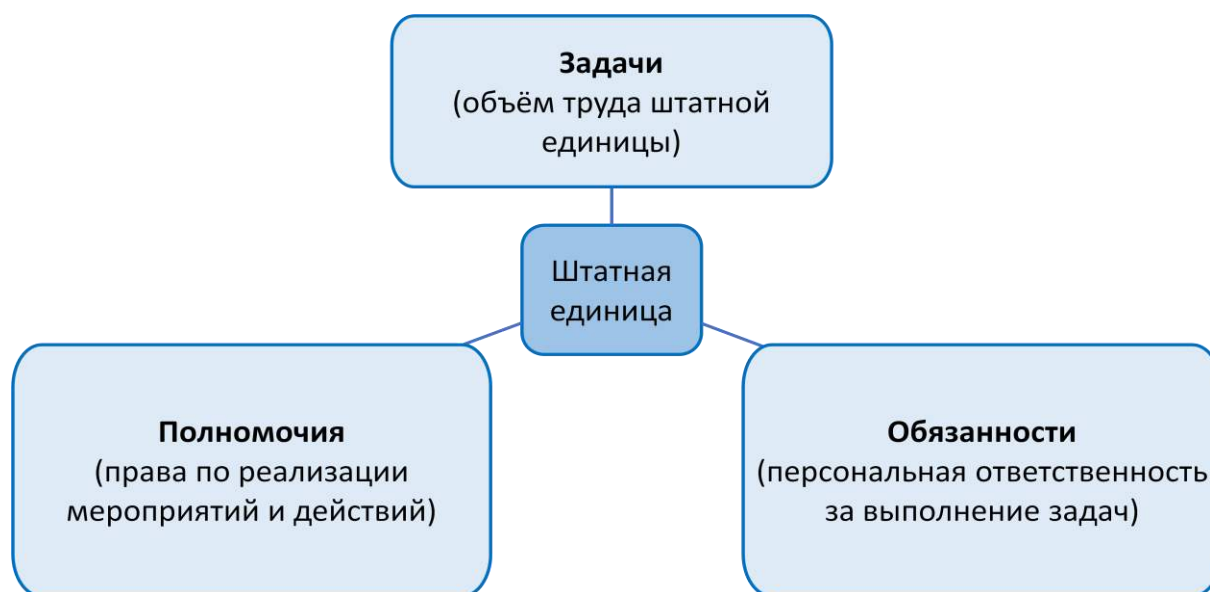 Задачи
(объём труда штатной
единицы)
Штатная
единица
Полномочия
(права по реализации
мероприятий и действий)
Обязанности
(персональная ответственность
за выполнение задач)